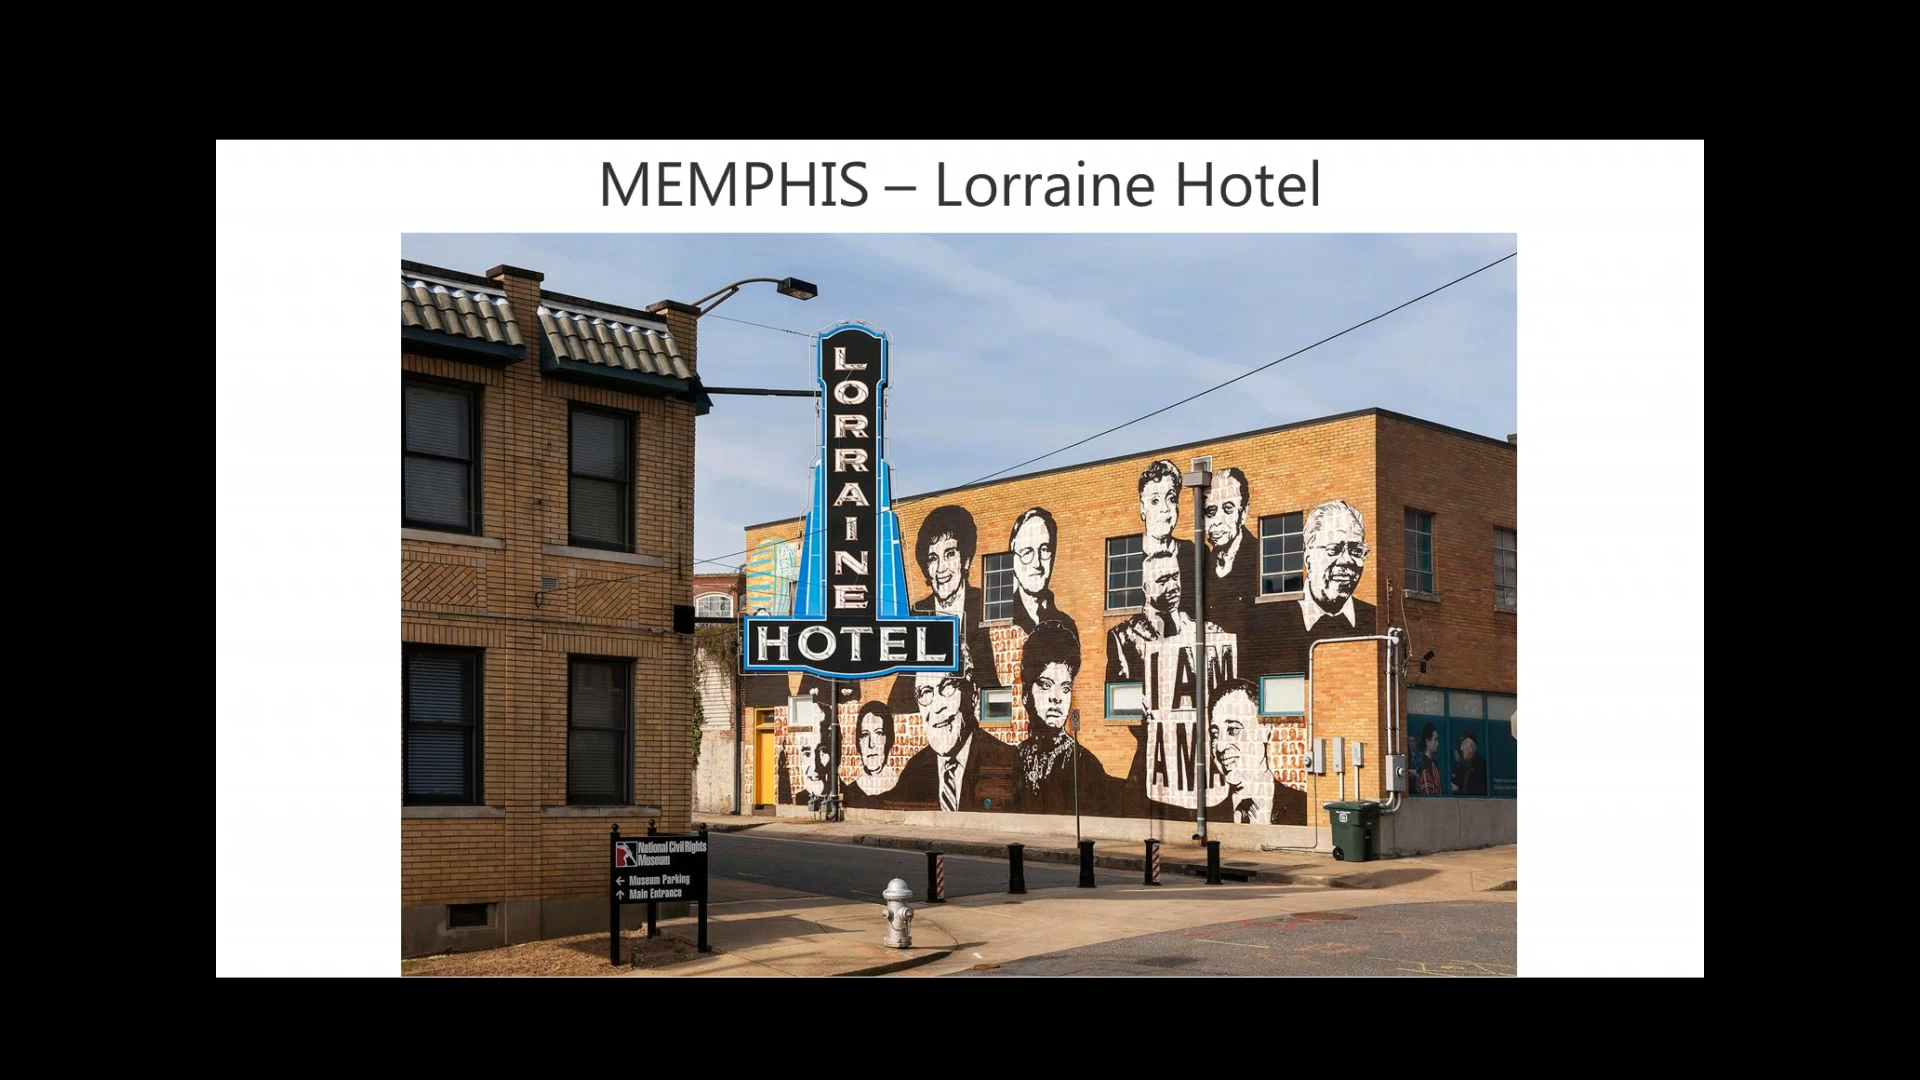 MEMPHIS – Lorraine Hotel
LORRAINE
HOTEL
I AM
A MA
National Civil Rights
Museum
← Museum Parking
↑ Main Entrance